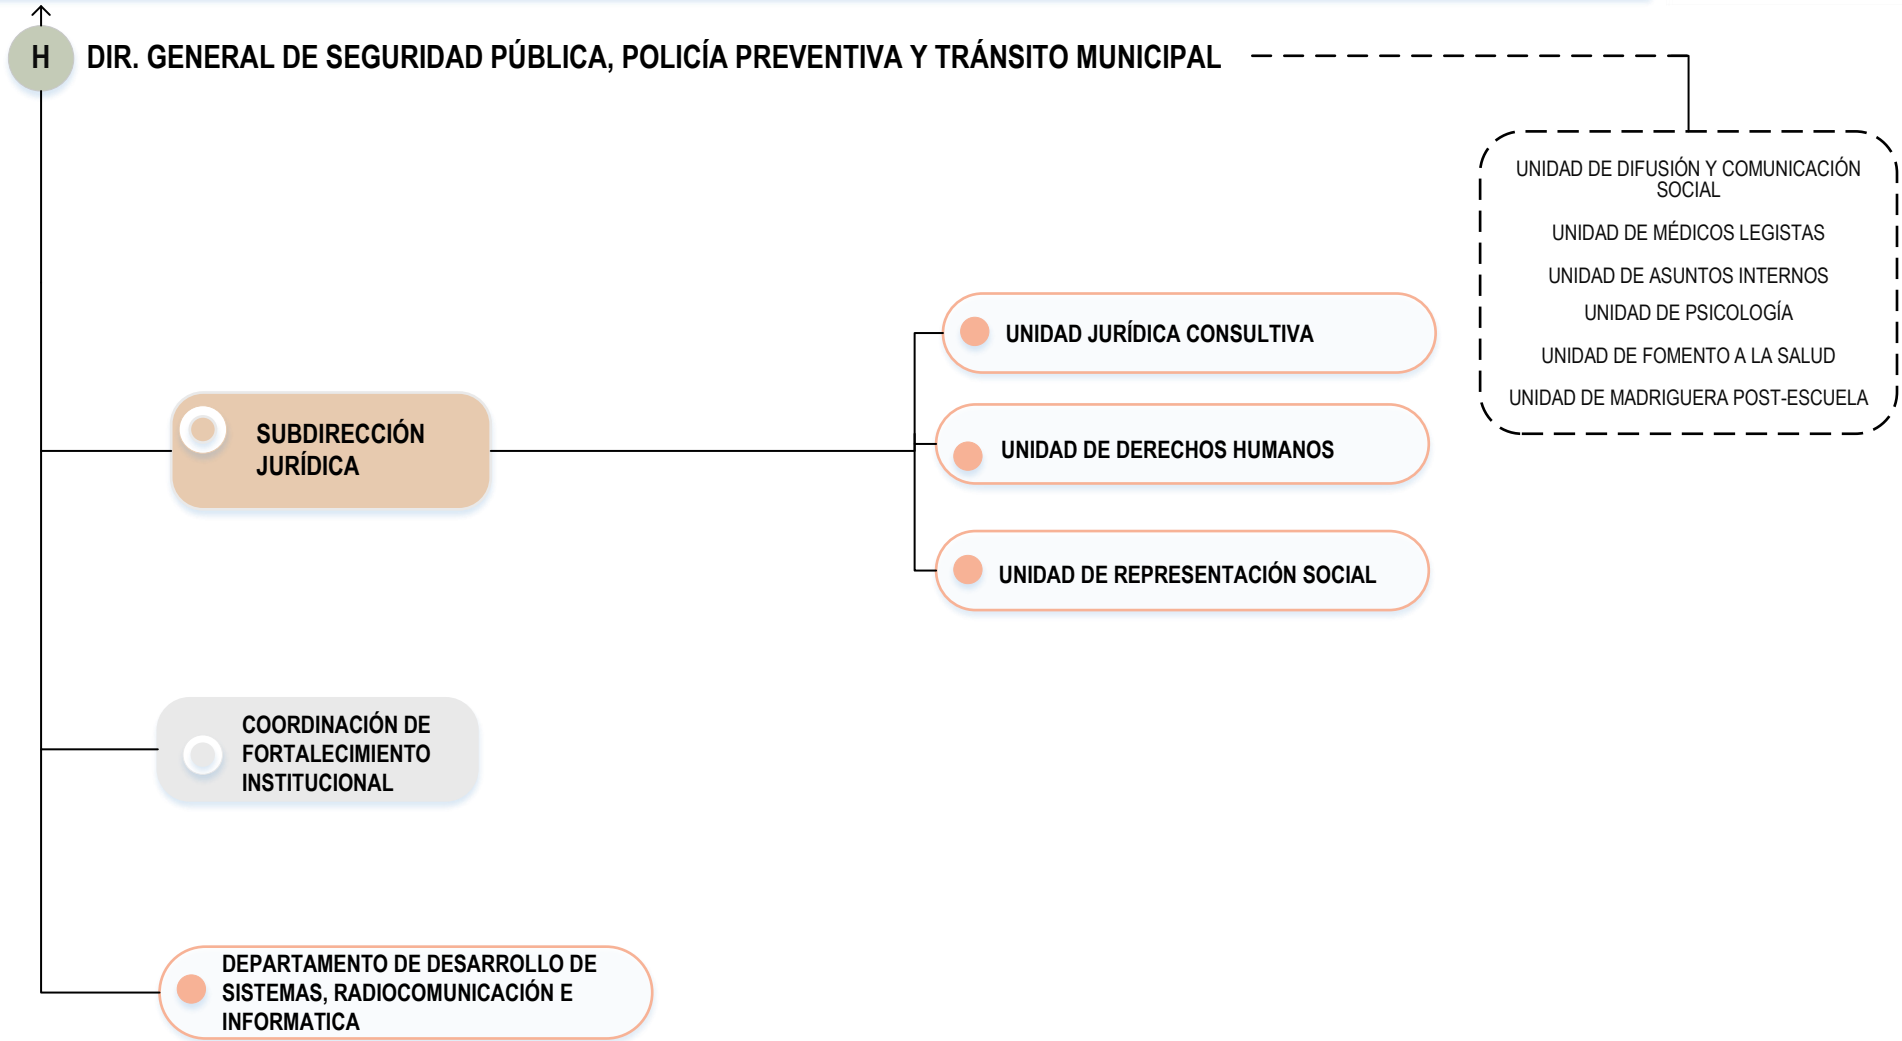 H
DIR. GENERAL DE SEGURIDAD PÚBLICA, POLICÍA PREVENTIVA Y TRÁNSITO MUNICIPAL
UNIDAD DE DIFUSIÓN Y COMUNICACIÓN
SOCIAL
UNIDAD DE MÉDICOS LEGISTAS
UNIDAD DE ASUNTOS INTERNOS
UNIDAD DE PSICOLOGÍA
UNIDAD DE FOMENTO A LA SALUD
UNIDAD DE MADRIGUERA POST-ESCUELA
SUBDIRECCIÓN
JURÍDICA
UNIDAD JURÍDICA CONSULTIVA
UNIDAD DE DERECHOS HUMANOS
UNIDAD DE REPRESENTACIÓN SOCIAL
COORDINACIÓN DE
FORTALECIMIENTO
INSTITUCIONAL
DEPARTAMENTO DE DESARROLLO DE
SISTEMAS, RADIOCOMUNICACIÓN E
INFORMATICA